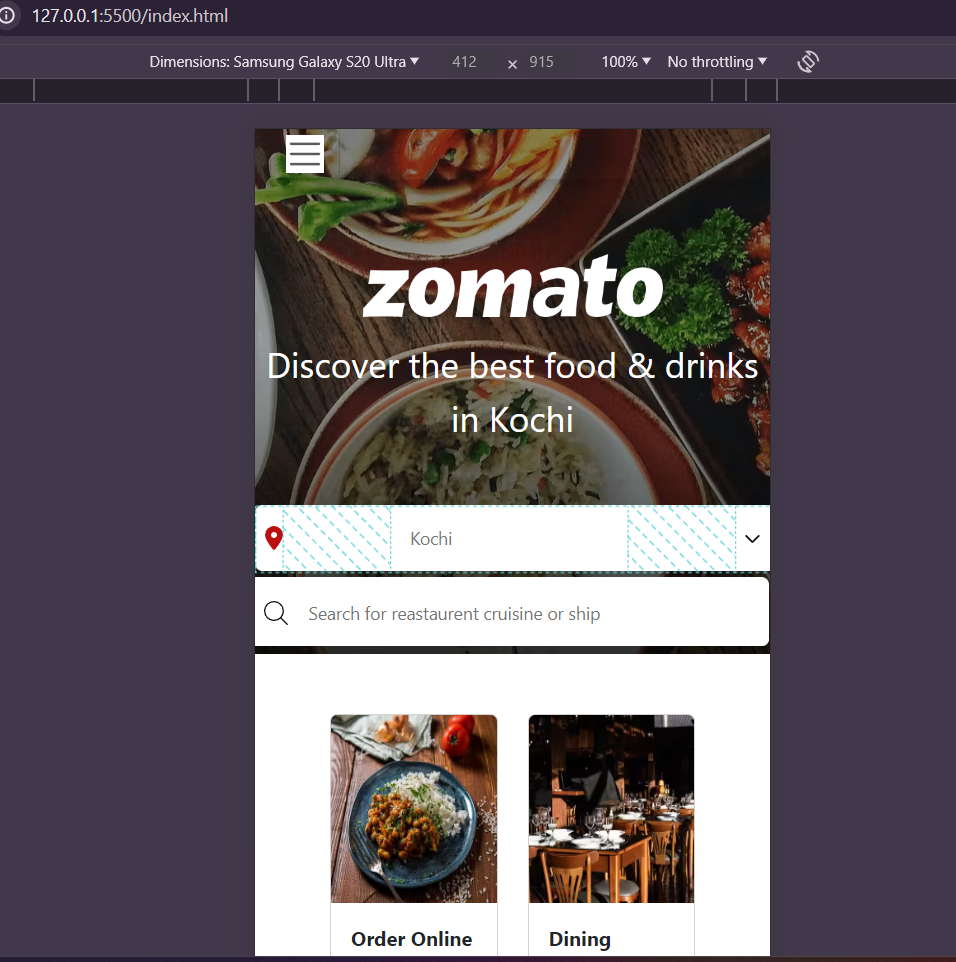 127.0.0.1:5500/index.html
Dimensions: Samsung Galaxy S20 Ultra ▼ 412 × 915 100% ▼ No throttling ▼
zomato
Discover the best food & drinks
in Kochi
Kochi
Search for reastaurent cruisine or ship
Order Online
Dining